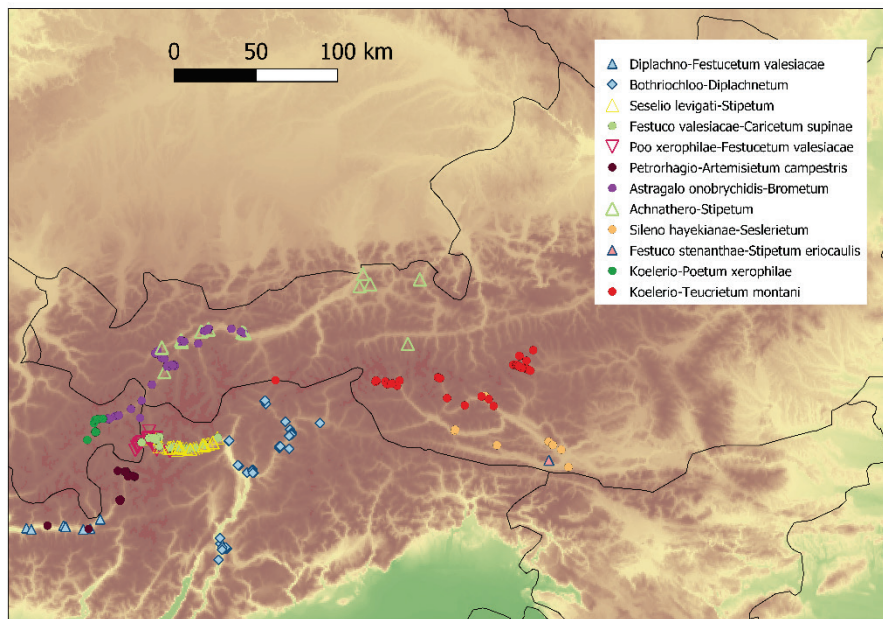 0 50 100 km
Diplachno-Festucetum valesiacae
Bothriochloo-Diplachnetum
Seselio levigati-Stipetum
Festuco valesiacae-Caricetum supinae
Poo xerophilae-Festucetum valesiacae
Petrorhagio-Artemisietum campestris
Astragalo onobrychidis-Brometum
Achnathero-Stipetum
Sileno hayekianae-Seslerietum
Festuco stenanthae-Stipetum eriocaulis
Koelerio-Poetum xerophilae
Koelerio-Teucrietum montani